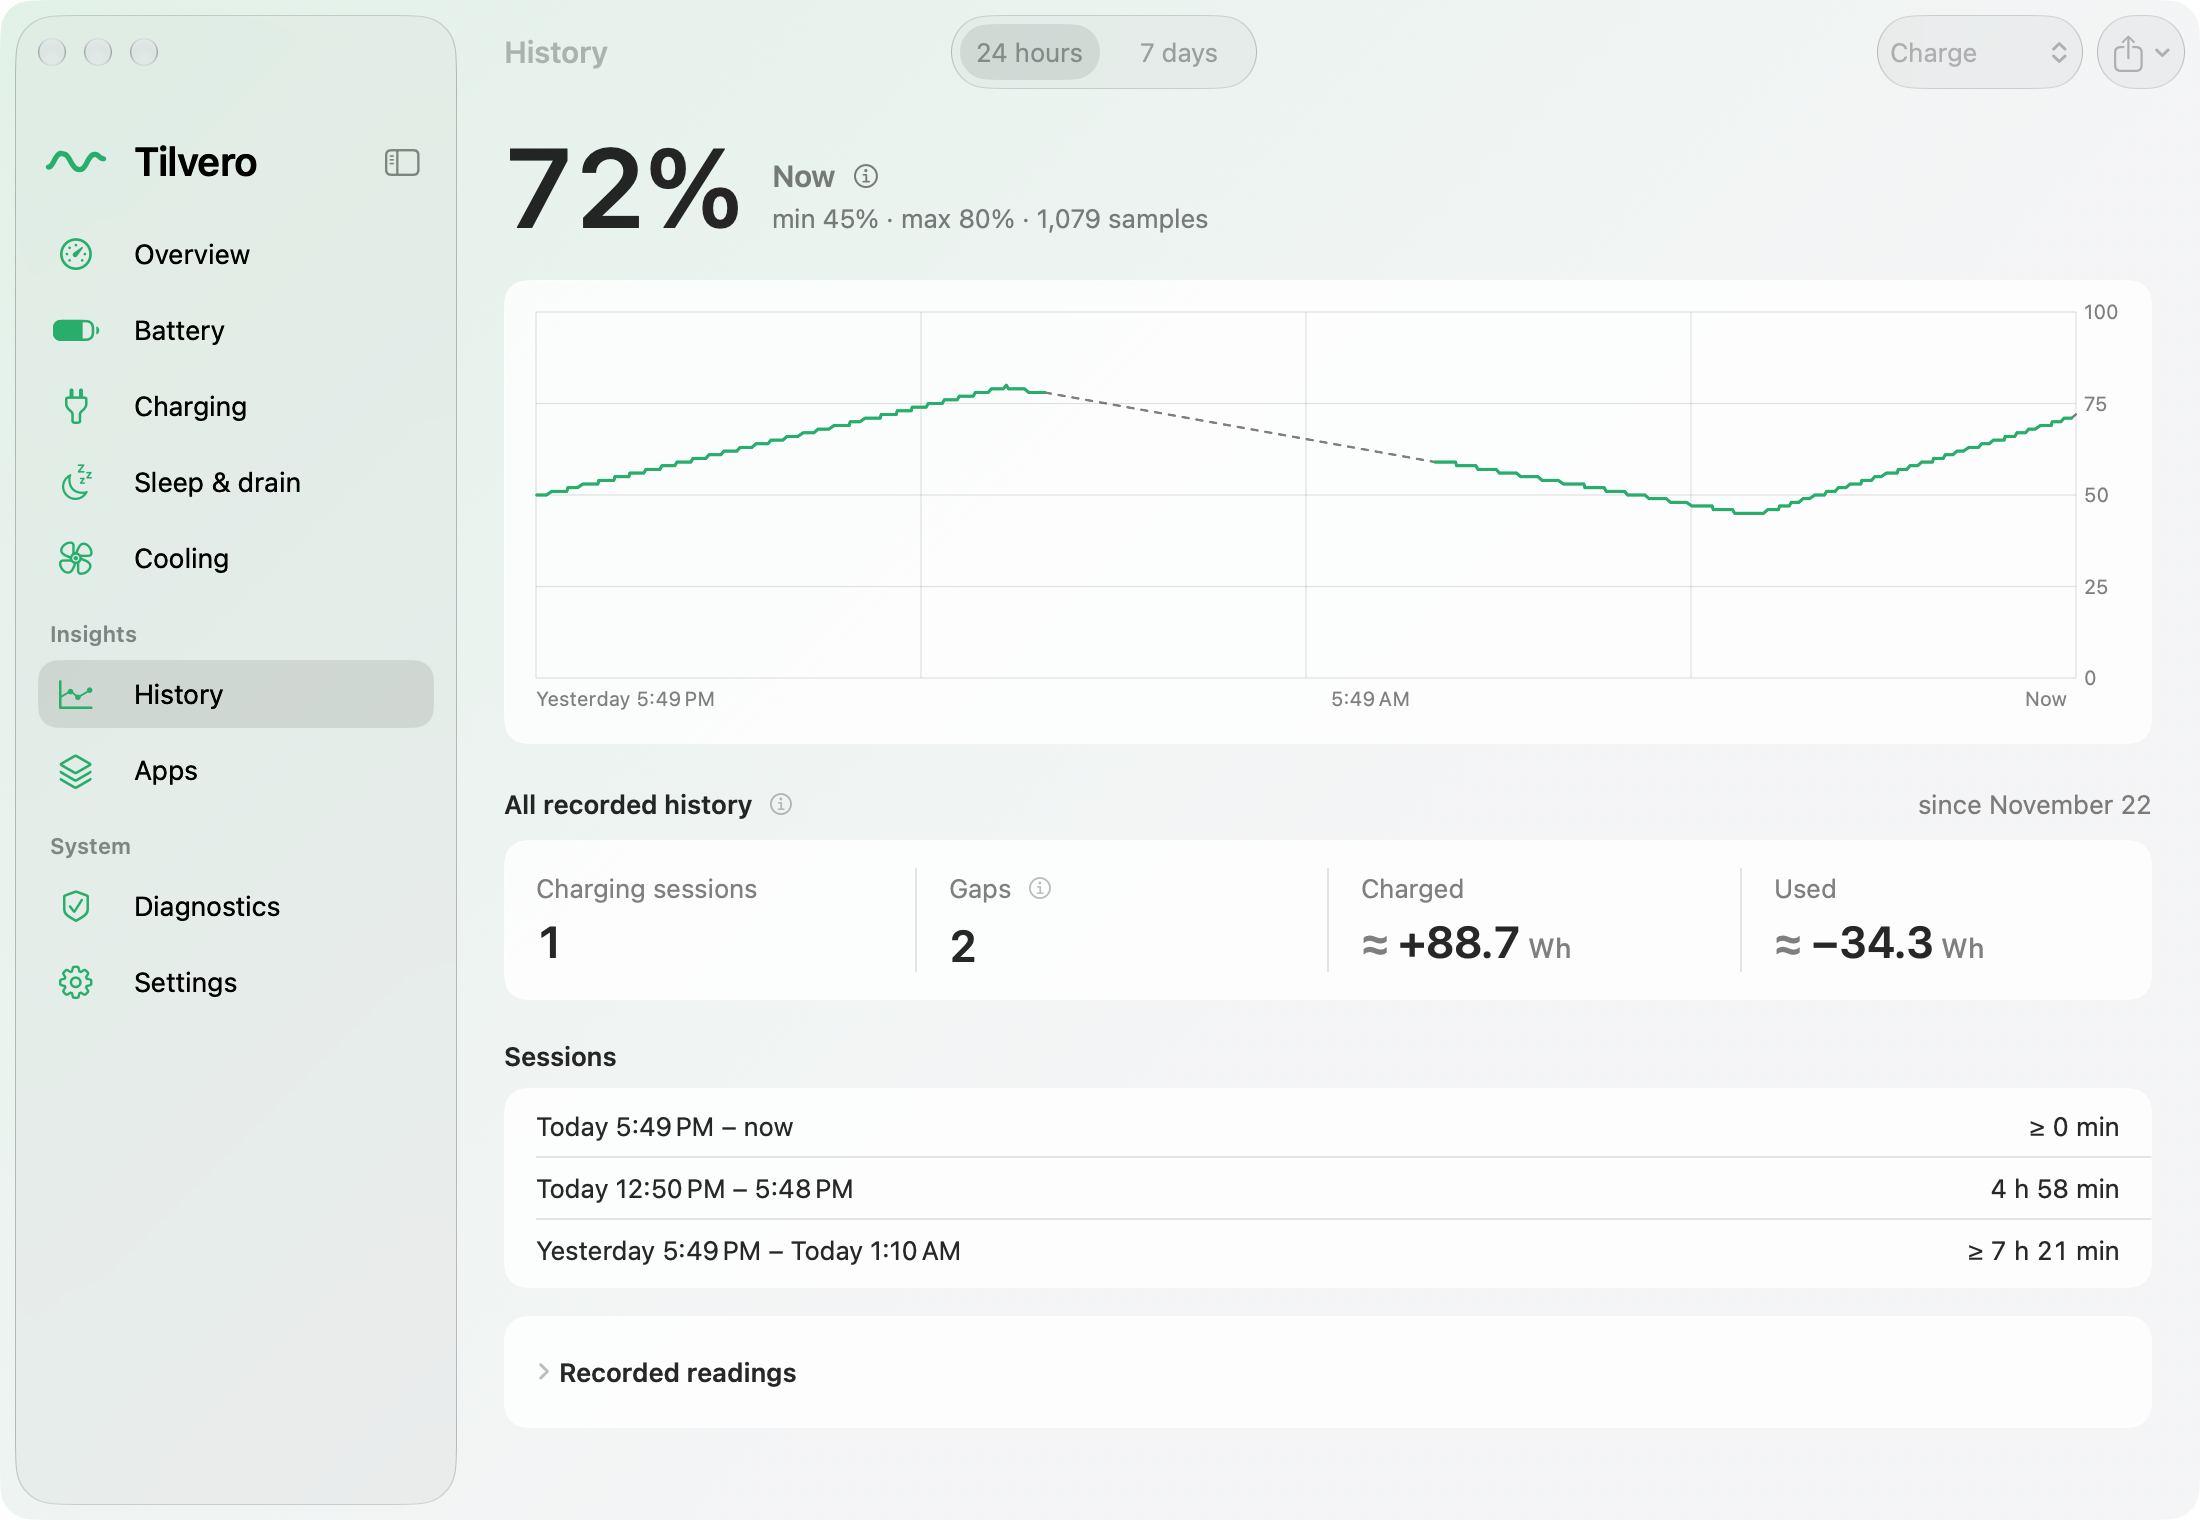 History
24 hours
7 days
Charge
Tilvero
Overview
Battery
Charging
Sleep & drain
Cooling
Insights
History
Apps
System
Diagnostics
Settings
72%
Now
min 45% · max 80% · 1,079 samples
100
75
50
25
0
Yesterday 5:49 PM
5:49 AM
Now
All recorded history
since November 22
Charging sessions
1
Gaps
2
Charged
≈ +88.7 Wh
Used
≈ −34.3 Wh
Sessions
Today 5:49 PM – now
≥ 0 min
Today 12:50 PM – 5:48 PM
4 h 58 min
Yesterday 5:49 PM – Today 1:10 AM
≥ 7 h 21 min
Recorded readings